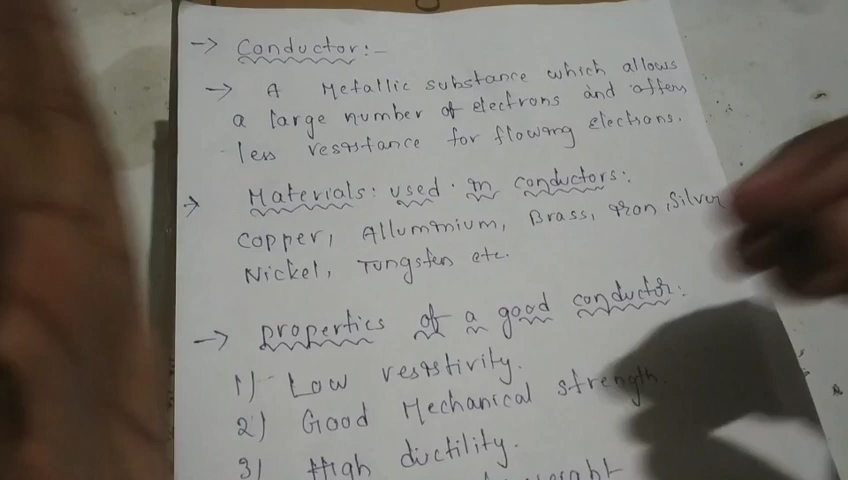 → Conductor:-
→ A Metallic substance which allows
a large number of electrons and offers
less resistance for flowing electrons.
→ Materials: used in conductors:
Copper, Alluminium, Brass, Iron, Silver
Nickel, Tungsten etc.
→ properties of a good conductor:
1) Low resistivity.
2) Good Mechanical strength.
3) High ductility.